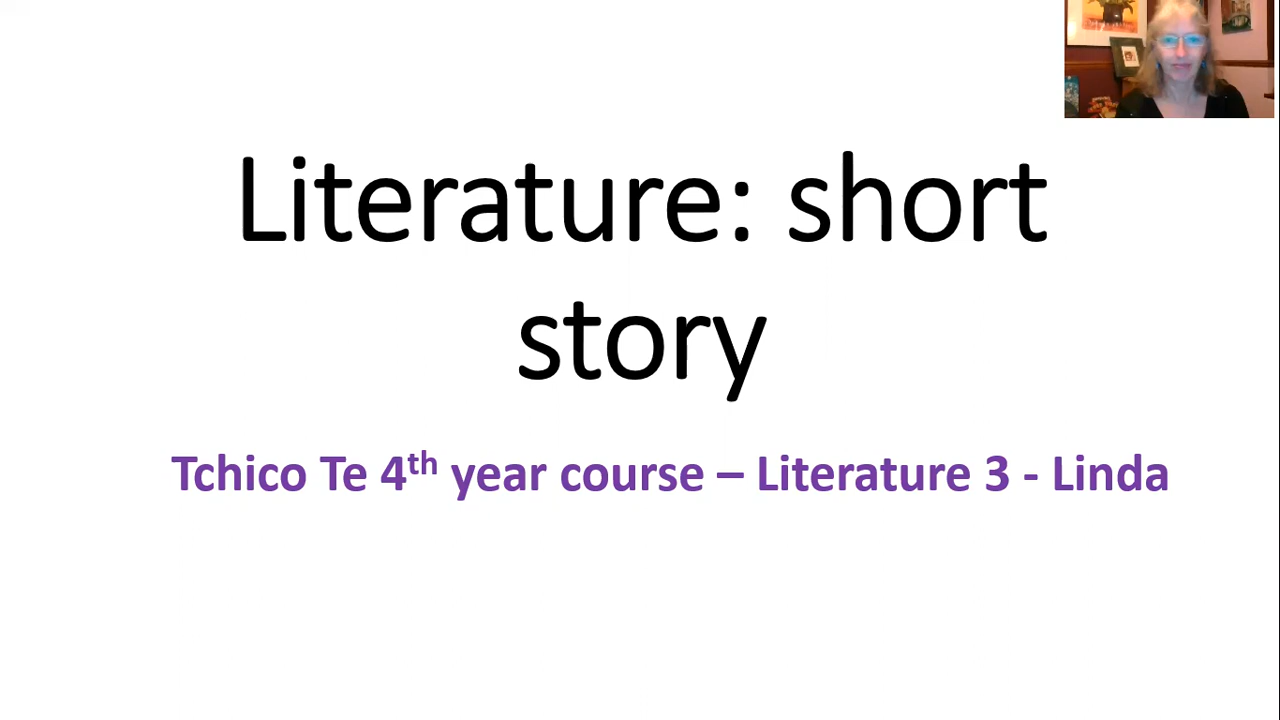 Literature: short
story
Tchico Te 4th year course – Literature 3 - Linda